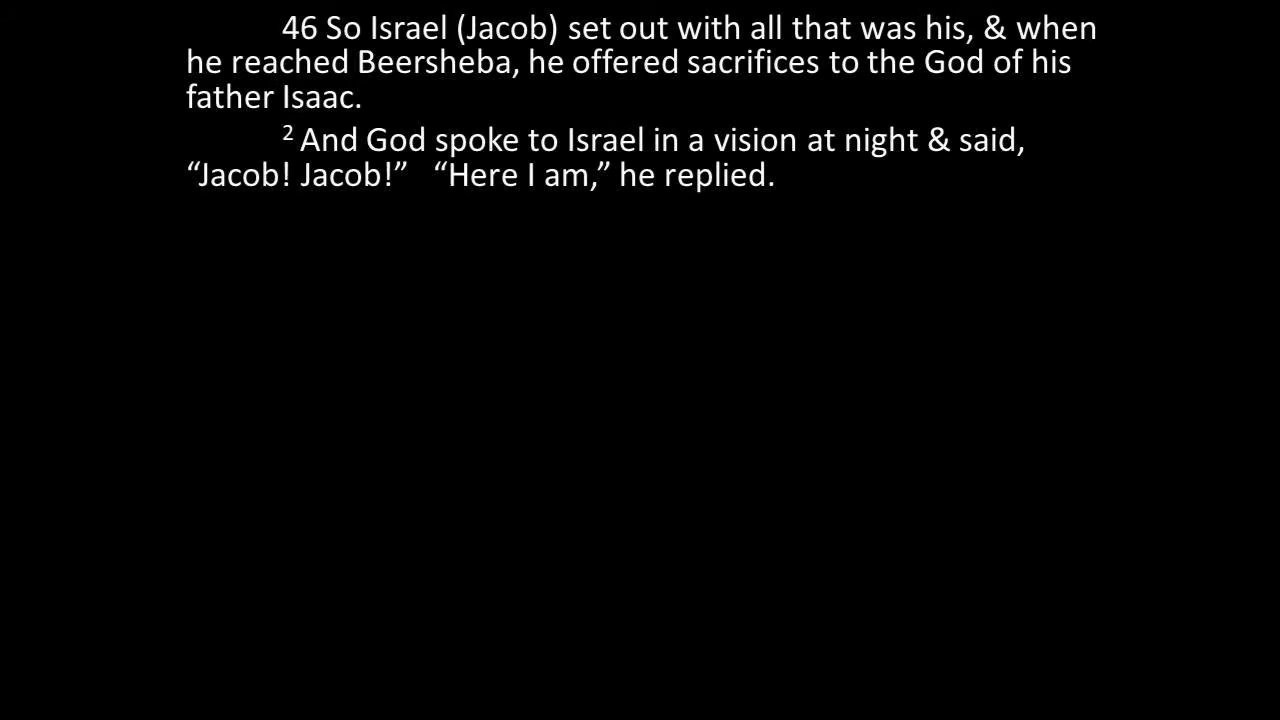 46 So Israel (Jacob) set out with all that was his, & when
he reached Beersheba, he offered sacrifices to the God of his
father Isaac.
2 And God spoke to Israel in a vision at night & said,
“Jacob! Jacob!” “Here I am,” he replied.